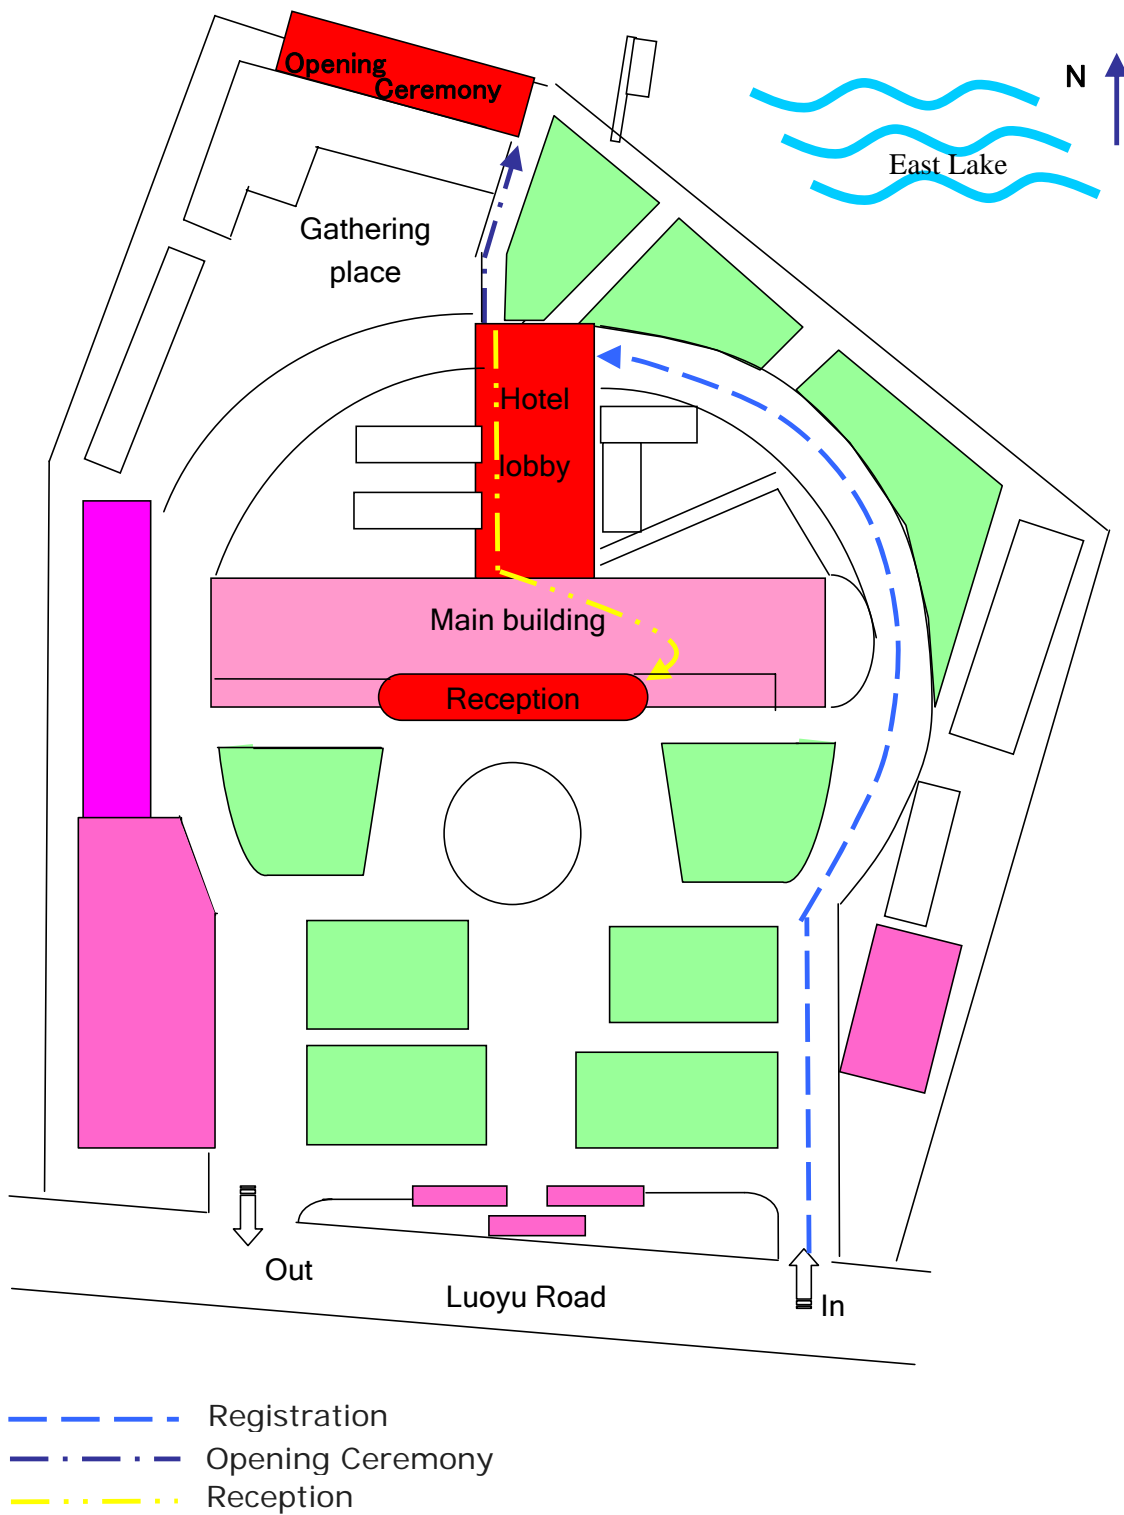 Opening
Ceremony
N
East Lake
Gathering
place
Hotel
lobby
Main building
Reception
Out
Luoyu Road
In
Registration
Opening Ceremony
Reception